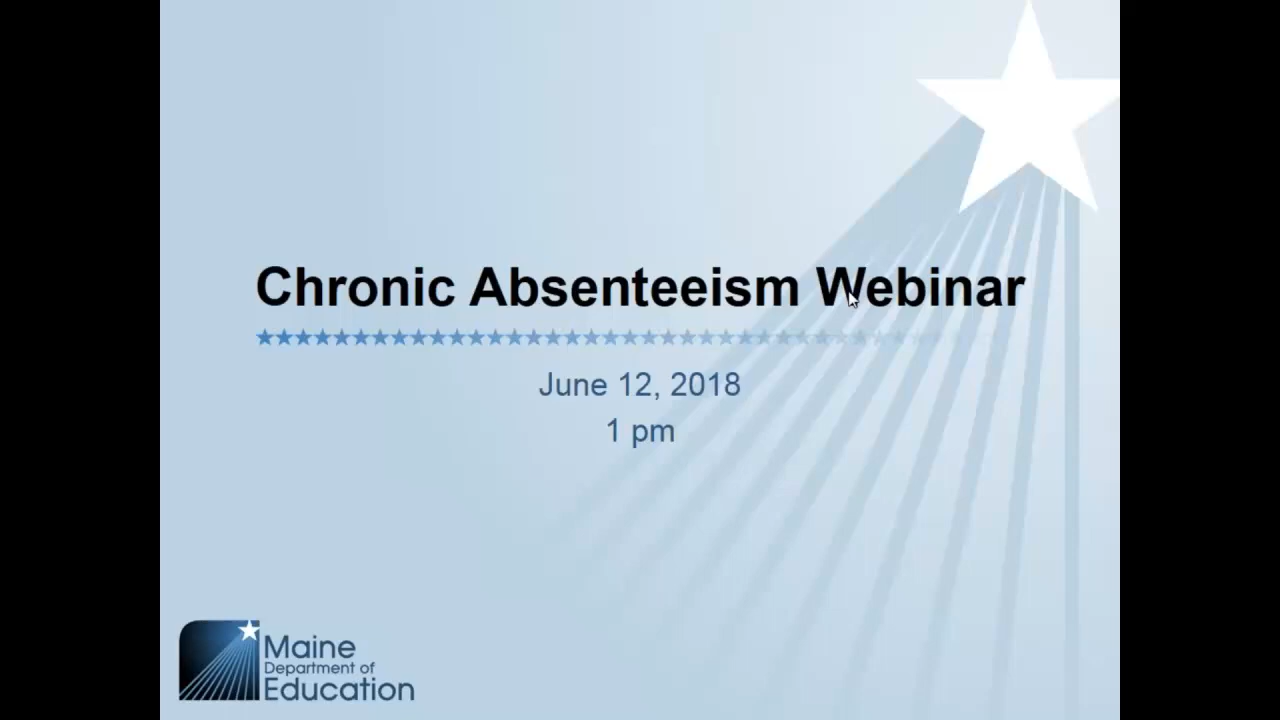 Chronic Absenteeism Webinar
June 12, 2018
1 pm
Maine
Department of
Education